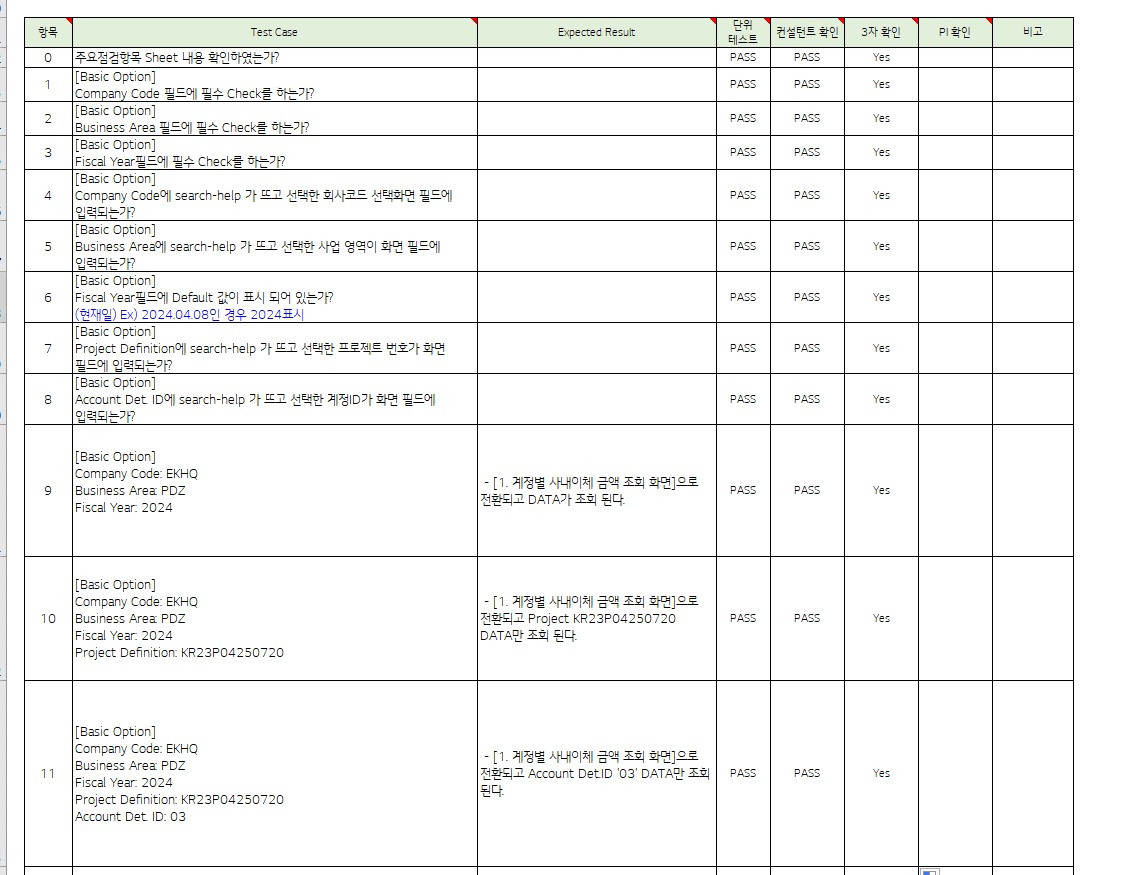 항목 Test Case Expected Result 단위 테스트 컨설턴트 확인 3자 확인 PI 확인 비고
0 주요점검항목 Sheet 내용 확인하였는가? PASS PASS Yes
[Basic Option]
1 Company Code 필드에 필수 Check를 하는가? PASS PASS Yes
[Basic Option]
2 Business Area 필드에 필수 Check를 하는가? PASS PASS Yes
[Basic Option]
3 Fiscal Year필드에 필수 Check를 하는가? PASS PASS Yes
[Basic Option]
4 Company Code에 search-help 가 뜨고 선택한 회사코드 선택화면 필드에 PASS PASS Yes
입력되는가?
[Basic Option]
5 Business Area에 search-help 가 뜨고 선택한 사업 영역이 화면 필드에 PASS PASS Yes
입력되는가?
[Basic Option]
6 Fiscal Year필드에 Default 값이 표시 되어 있는가? PASS PASS Yes
(현재일) Ex) 2024.04.08인 경우 2024표시
[Basic Option]
7 Project Definition에 search-help 가 뜨고 선택한 프로젝트 번호가 화면 PASS PASS Yes
필드에 입력되는가?
[Basic Option]
8 Account Det. ID에 search-help 가 뜨고 선택한 계정ID가 화면 필드에 PASS PASS Yes
입력되는가?
9
[Basic Option]
Company Code: EKHQ
Business Area: PDZ
Fiscal Year: 2024
- [1. 계정별 사내이체 금액 조회 화면]으로
전환되고 DATA가 조회 된다.
PASS PASS Yes
10
[Basic Option]
Company Code: EKHQ
Business Area: PDZ
Fiscal Year: 2024
Project Definition: KR23P04250720
- [1. 계정별 사내이체 금액 조회 화면]으로
전환되고 Project KR23P04250720
DATA만 조회 된다.
PASS PASS Yes
11
[Basic Option]
Company Code: EKHQ
Business Area: PDZ
Fiscal Year: 2024
Project Definition: KR23P04250720
Account Det. ID: 03
- [1. 계정별 사내이체 금액 조회 화면]으로
전환되고 Account Det.ID '03' DATA만 조회
된다.
PASS PASS Yes